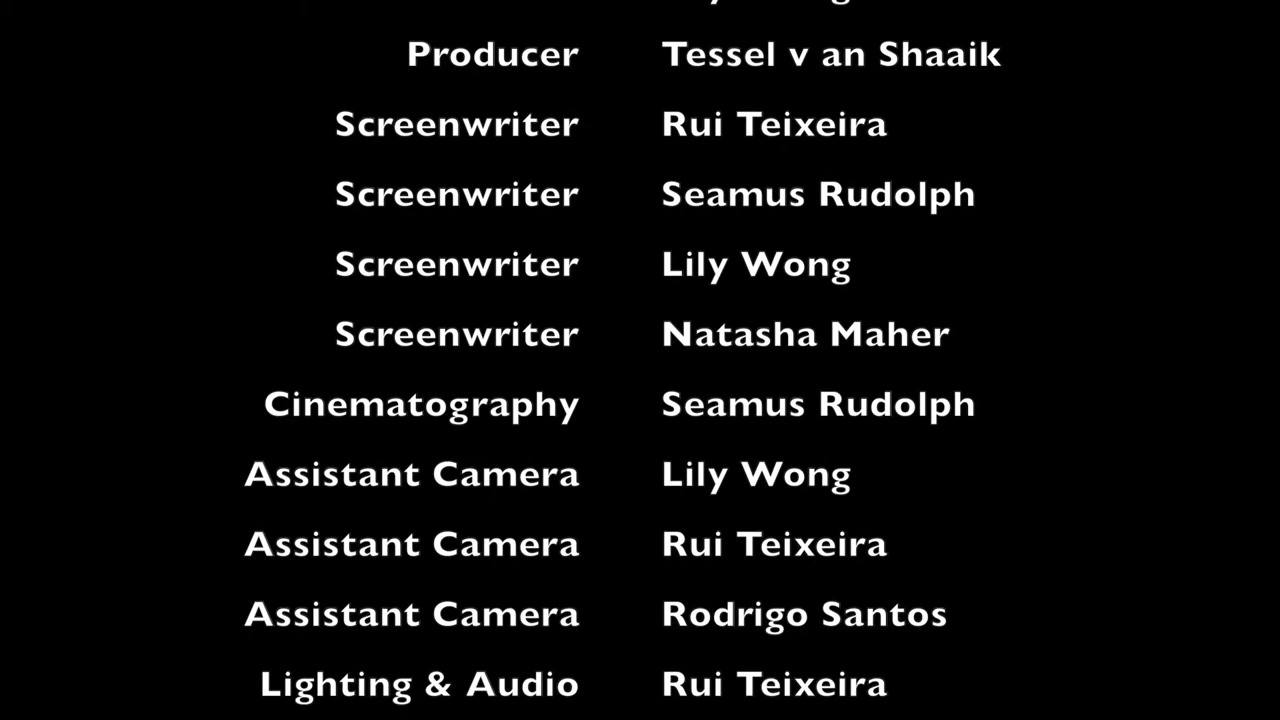 Producer Tessel v an Shaaik
Screenwriter Rui Teixeira
Screenwriter Seamus Rudolph
Screenwriter Lily Wong
Screenwriter Natasha Maher
Cinematography Seamus Rudolph
Assistant Camera Lily Wong
Assistant Camera Rui Teixeira
Assistant Camera Rodrigo Santos
Lighting & Audio Rui Teixeira